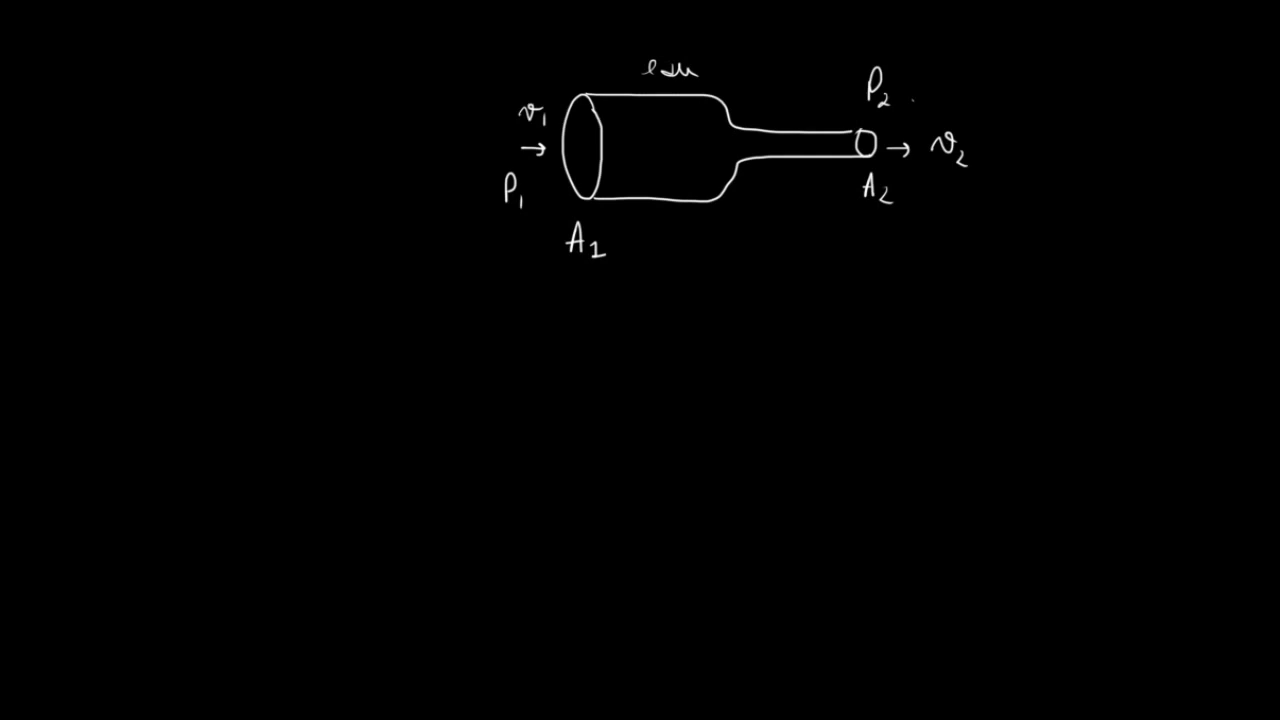 P₂
v₁
v₂
P₁
A₂
A₁